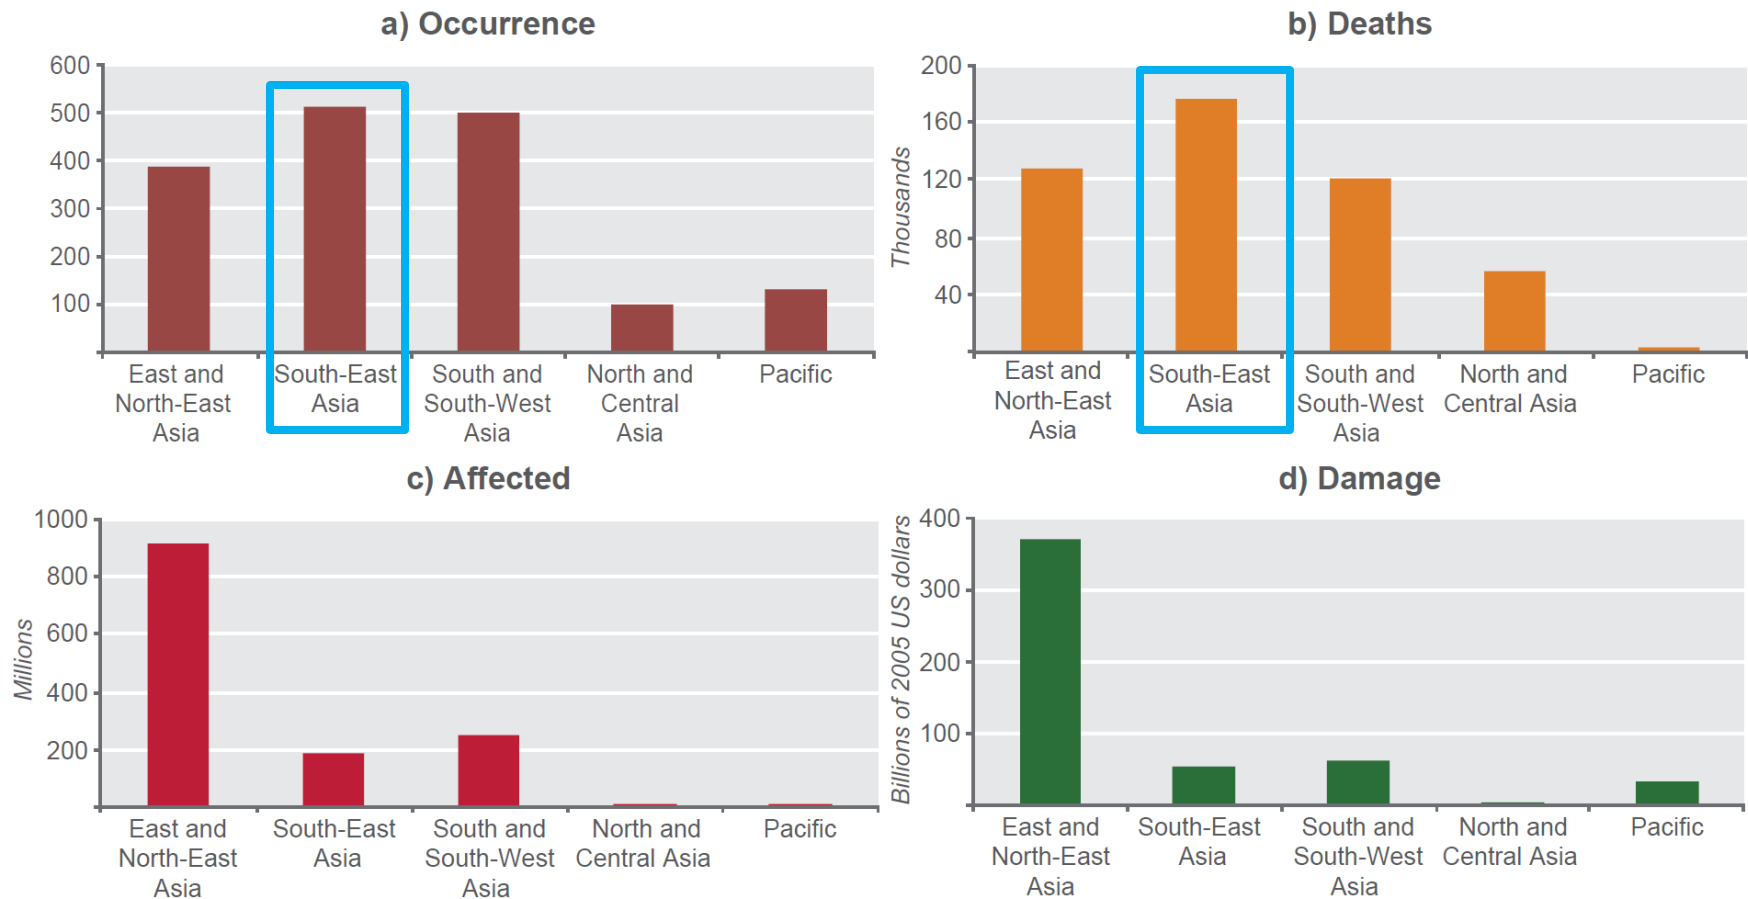 a) Occurrence
600
500
400
300
200
100
East and
North-East
Asia
South-East
Asia
South and
South-West
Asia
North and
Central
Asia
Pacific
b) Deaths
Thousands
200
160
120
80
40
East and
North-East
Asia
South-East
Asia
South and
South-West
Asia
North and
Central Asia
Pacific
c) Affected
Millions
1000
800
600
400
200
East and
North-East
Asia
South-East
Asia
South and
South-West
Asia
North and
Central Asia
Pacific
d) Damage
Billions of 2005 US dollars
400
300
200
100
East and
North-East
Asia
South-East
Asia
South and
South-West
Asia
North and
Central Asia
Pacific